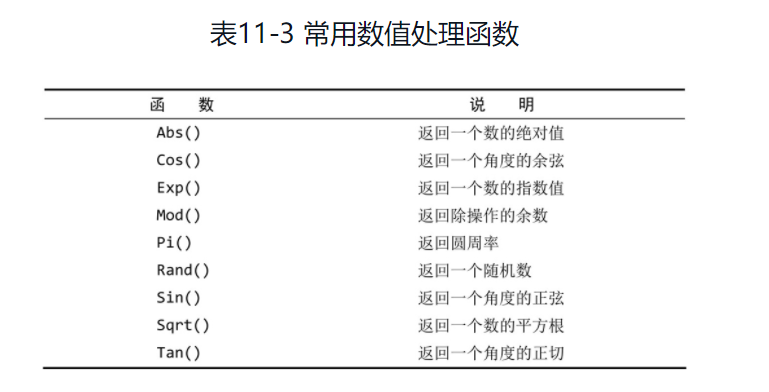 表11-3 常用数值处理函数
函 数 说 明
Abs() 返回一个数的绝对值
Cos() 返回一个角度的余弦
Exp() 返回一个数的指数值
Mod() 返回除操作的余数
Pi() 返回圆周率
Rand() 返回一个随机数
Sin() 返回一个角度的正弦
Sqrt() 返回一个数的平方根
Tan() 返回一个角度的正切